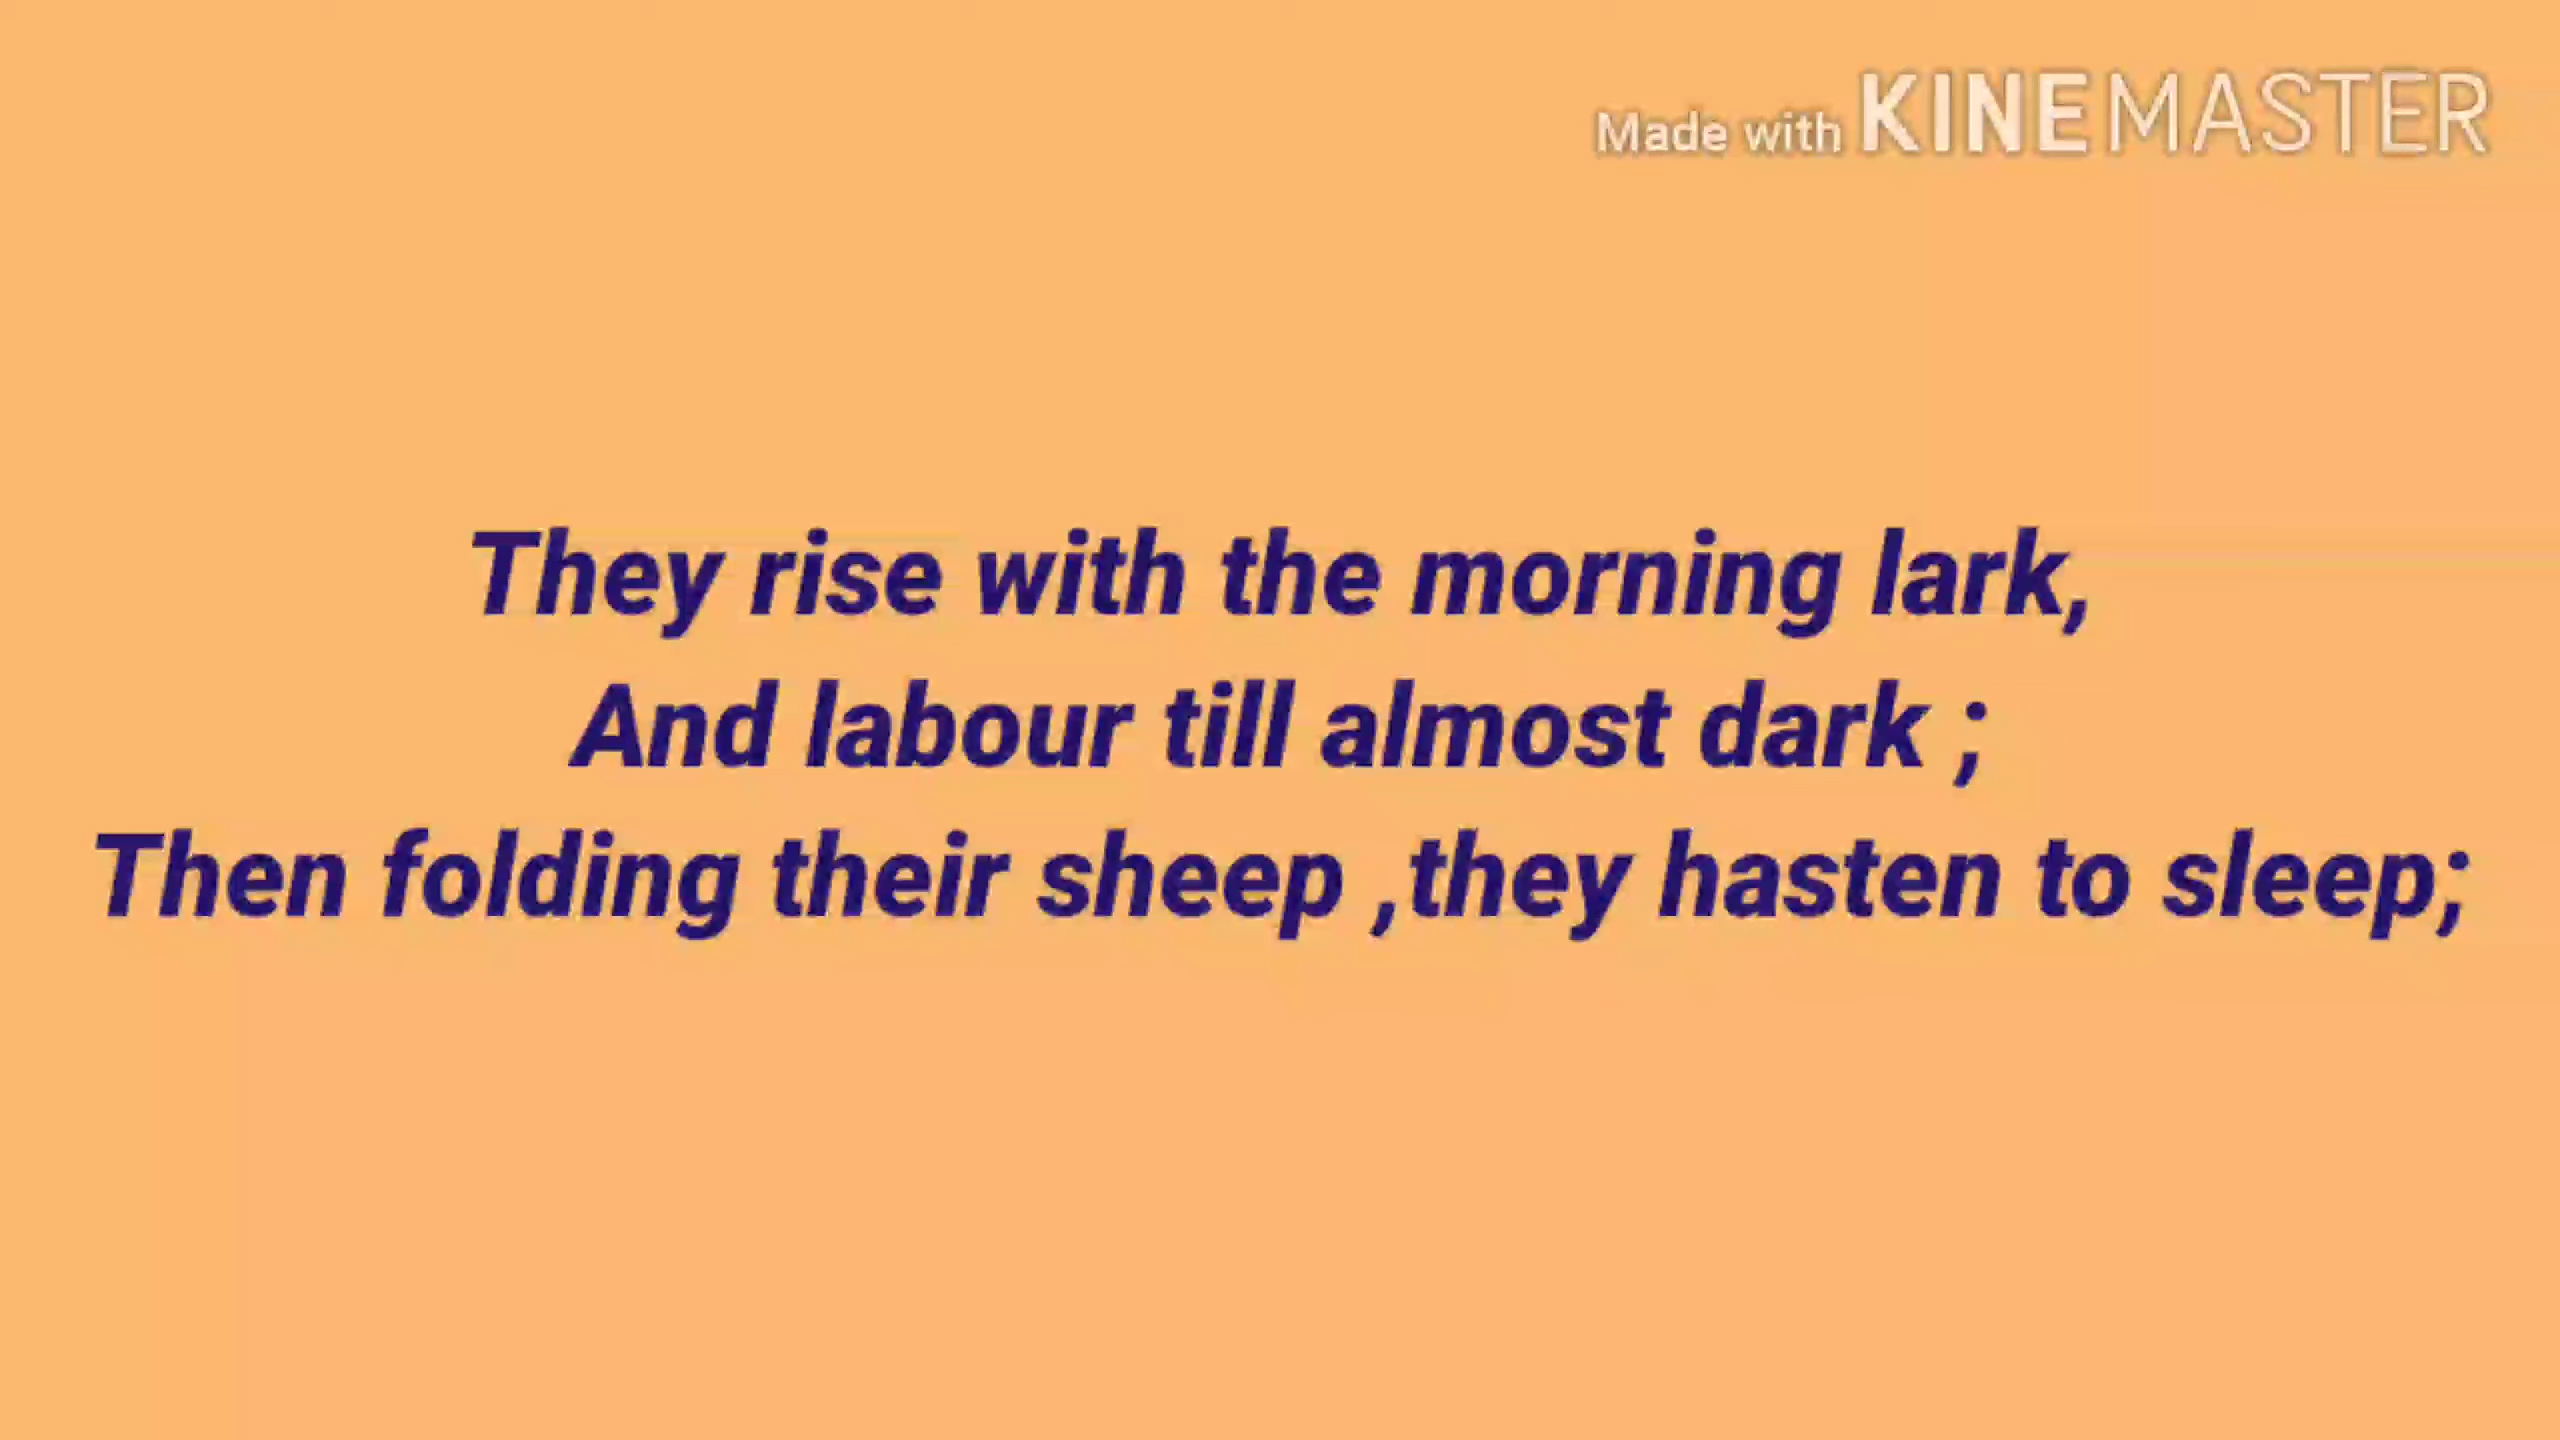 Made with KINEMASTER
They rise with the morning lark,
And labour till almost dark ;
Then folding their sheep ,they hasten to sleep;